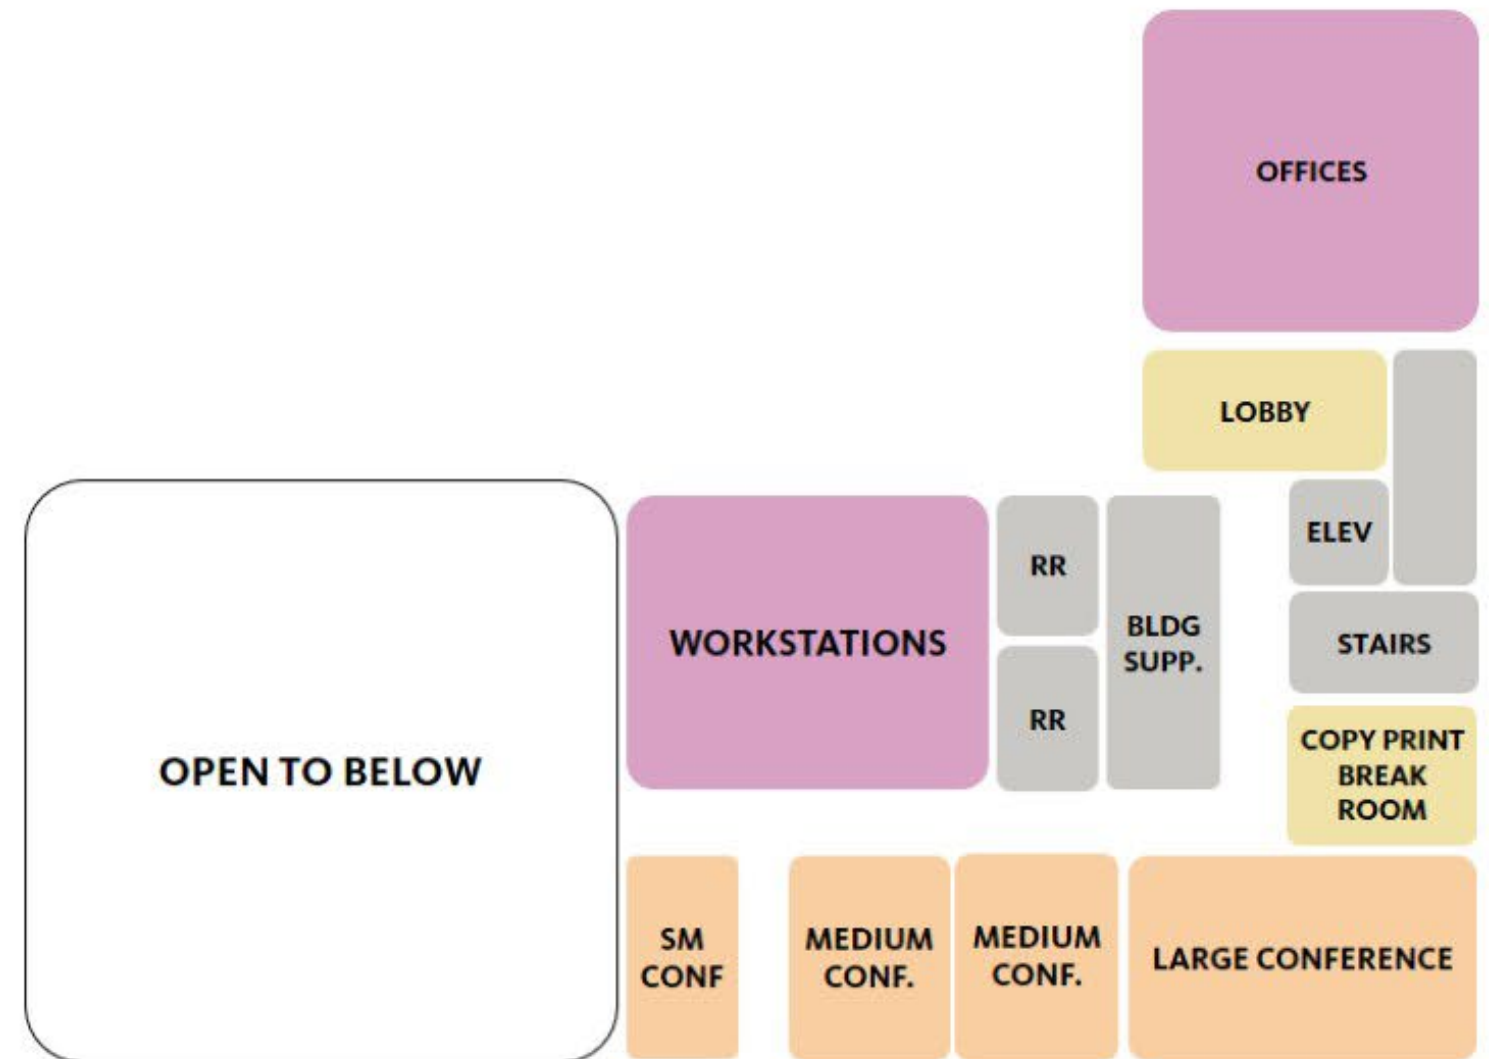 OFFICES
LOBBY
ELEV
RR
BLDG
SUPP.
WORKSTATIONS
STAIRS
RR
COPY PRINT
BREAK
ROOM
OPEN TO BELOW
SM
CONF
MEDIUM
CONF.
MEDIUM
CONF.
LARGE CONFERENCE